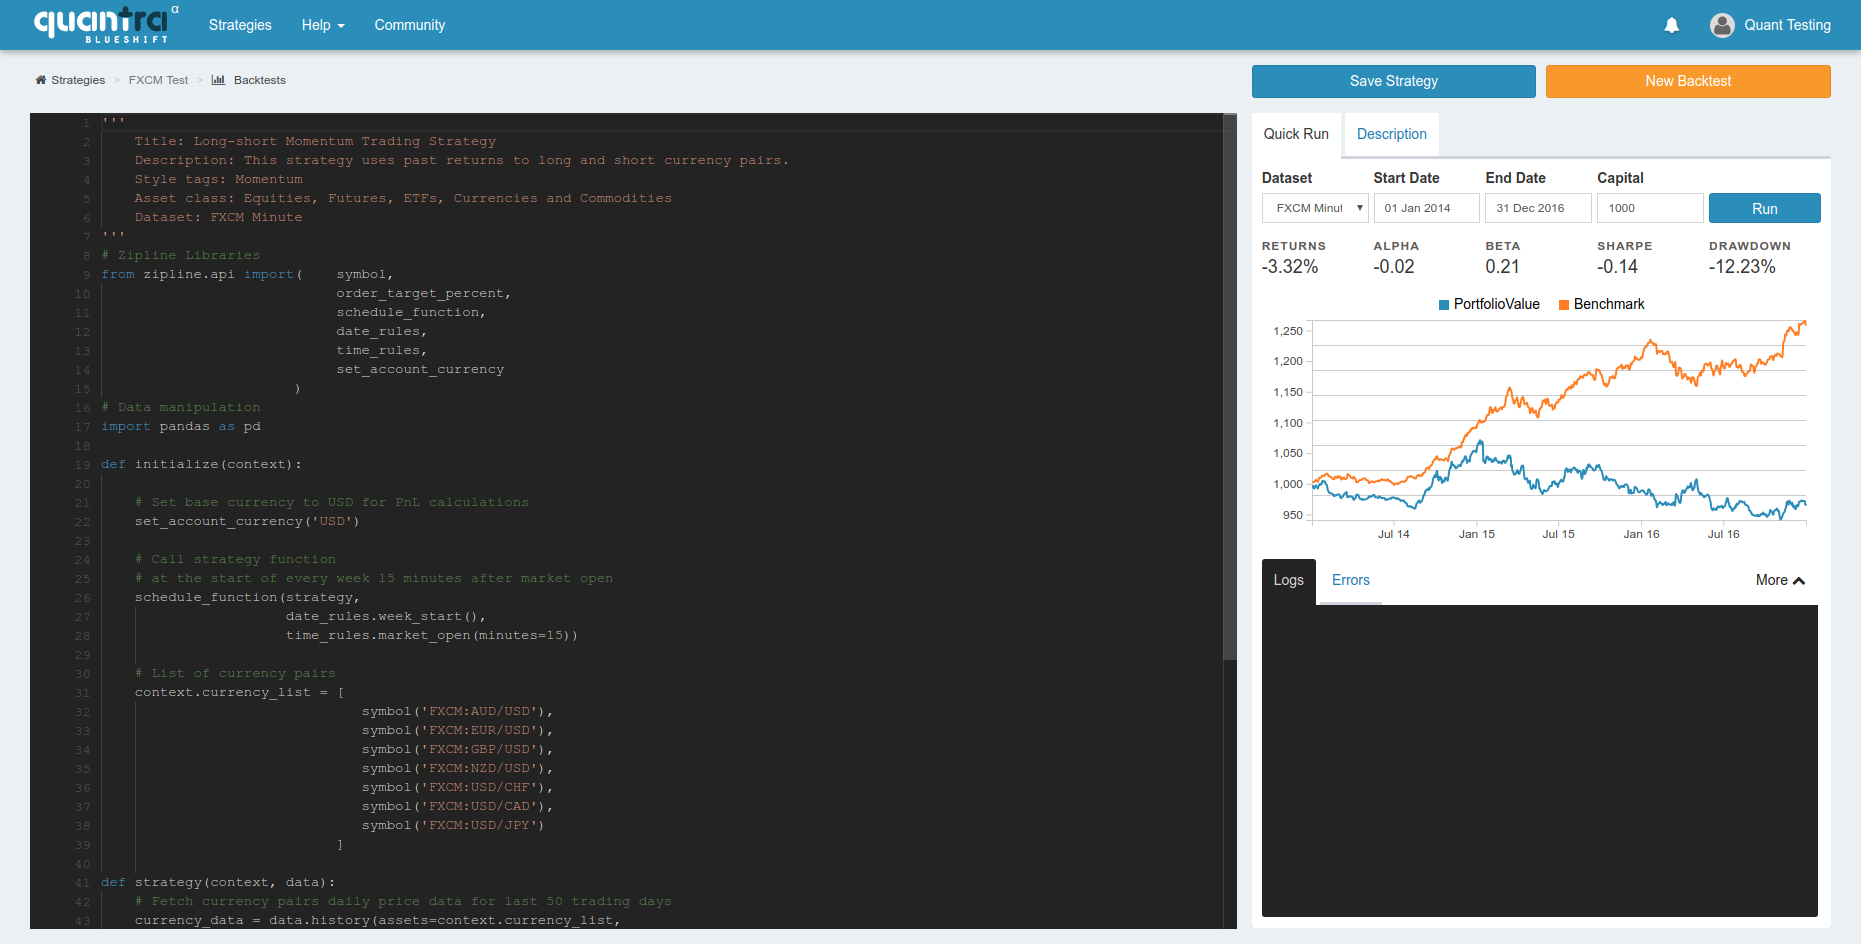 quantra α
BLUESHIFT
Strategies
Help
Community
Quant Testing
Strategies > FXCM Test > Backtests
Save Strategy
New Backtest
1 '''
2 Title: Long-short Momentum Trading Strategy
3 Description: This strategy uses past returns to long and short currency pairs.
4 Style tags: Momentum
5 Asset class: Equities, Futures, ETFs, Currencies and Commodities
6 Dataset: FXCM Minute
7 '''
8 # Zipline Libraries
9 from zipline.api import( symbol,
10 order_target_percent,
11 schedule_function,
12 date_rules,
13 time_rules,
14 set_account_currency
15 )
16 # Data manipulation
17 import pandas as pd
18
19 def initialize(context):
20
21 # Set base currency to USD for PnL calculations
22 set_account_currency('USD')
23
24 # Call strategy function
25 # at the start of every week 15 minutes after market open
26 schedule_function(strategy,
27 date_rules.week_start(),
28 time_rules.market_open(minutes=15))
29
30 # List of currency pairs
31 context.currency_list = [
32 symbol('FXCM:AUD/USD'),
33 symbol('FXCM:EUR/USD'),
34 symbol('FXCM:GBP/USD'),
35 symbol('FXCM:NZD/USD'),
36 symbol('FXCM:USD/CHF'),
37 symbol('FXCM:USD/CAD'),
38 symbol('FXCM:USD/JPY')
39 ]
40
41 def strategy(context, data):
42 # Fetch currency pairs daily price data for last 50 trading days
43 currency_data = data.history(assets=context.currency_list,
Quick Run
Description
Dataset Start Date End Date Capital
FXCM Minut 01 Jan 2014 31 Dec 2016 1000 Run
RETURNS ALPHA BETA SHARPE DRAWDOWN
-3.32% -0.02 0.21 -0.14 -12.23%
PortfolioValue Benchmark
1,250
1,200
1,150
1,100
1,050
1,000
950
Jul 14 Jan 15 Jul 15 Jan 16 Jul 16
Logs Errors More